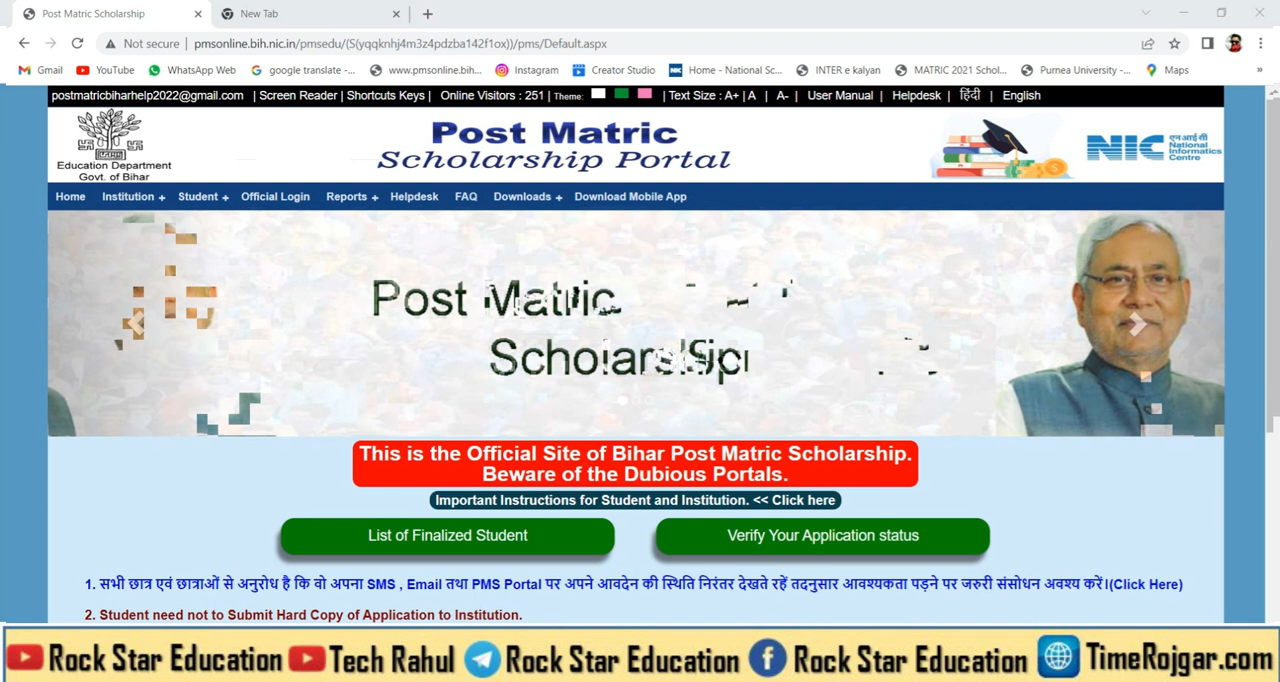 Post Matric Scholarship
New Tab
Not secure | pmsonline.bih.nic.in/pmsedu/(S(yqqknhj4m3z4pdzba142f1ox))/pms/Default.aspx
Gmail YouTube WhatsApp Web google translate -... www.pmsonline.bih... Instagram Creator Studio Home - National Sc... INTER e kalyan MATRIC 2021 Schol... Purnea University -... Maps »
postmatricbiharhelp2022@gmail.com | Screen Reader | Shortcuts Keys | Online Visitors : 251 | Theme: | Text Size : A+ | A | A- | User Manual | Helpdesk | हिंदी | English
Education Department
Govt. of Bihar
Post Matric
Scholarship Portal
NIC एन आई सी
National
Informatics
Centre
Home Institution + Student + Official Login Reports + Helpdesk FAQ Downloads + Download Mobile App
Post Matric
This is the Official Site of Bihar Post Matric Scholarship.
Beware of the Dubious Portals.
Important Instructions for Student and Institution. << Click here
List of Finalized Student
Verify Your Application status
1. सभी छात्र एवं छात्राओं से अनुरोध है कि वो अपना SMS , Email तथा PMS Portal पर अपने आवदेन की स्थिति निरंतर देखते रहें तदनुसार आवश्यकता पड़ने पर जरुरी संसोधन अवश्य करें।(Click Here)
2. Student need not to Submit Hard Copy of Application to Institution.
Rock Star Education Tech Rahul Rock Star Education Rock Star Education TimeRojgar.com